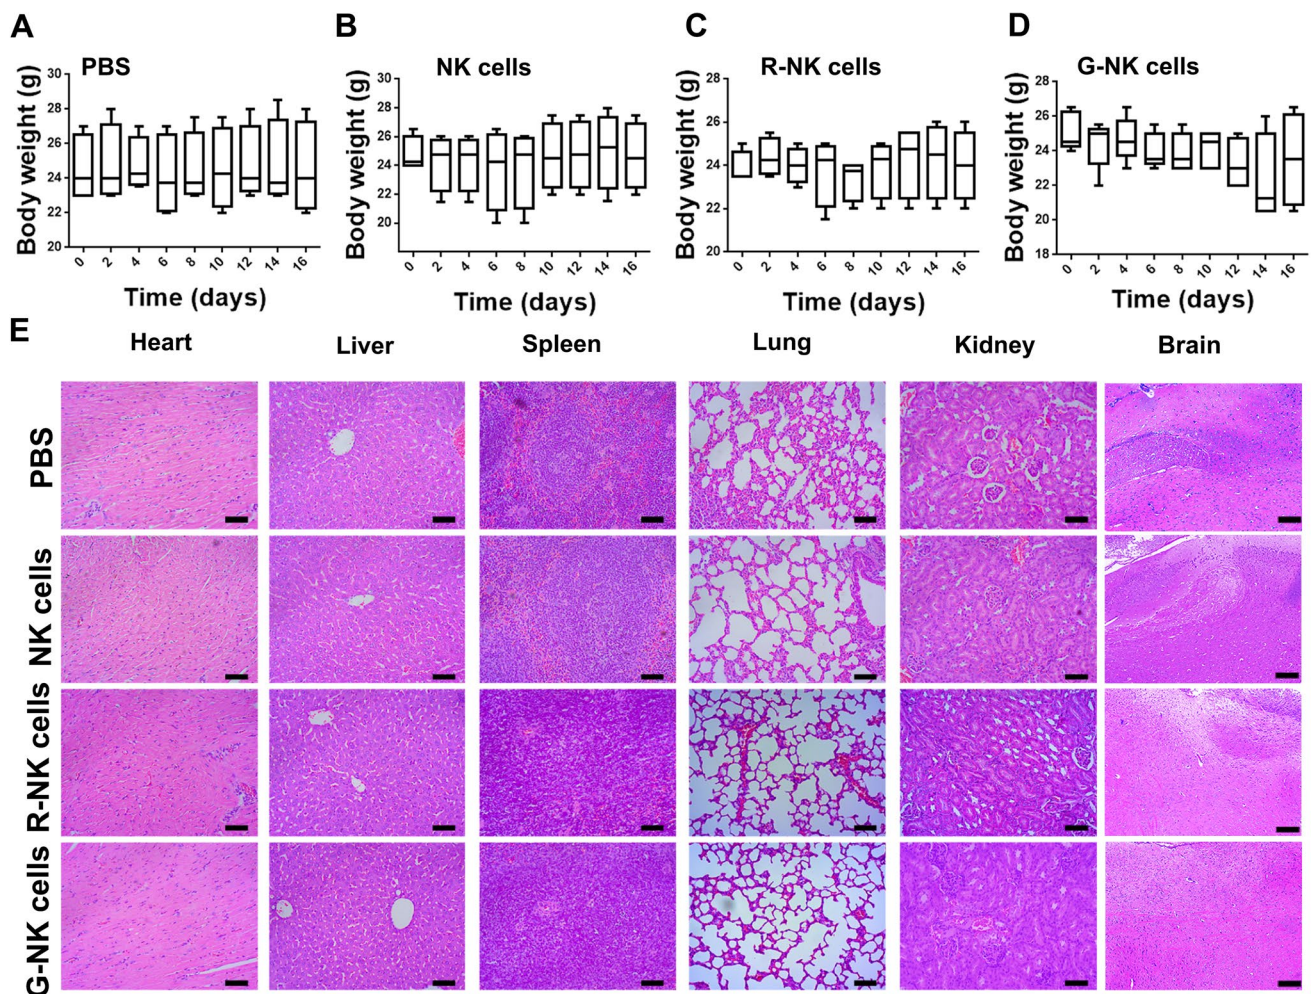 A
B
C
D
PBS
NK cells
R-NK cells
G-NK cells
Body weight (g)
30
28
26
24
22
20
0 2 4 6 8 10 12 14 16
Time (days)
Body weight (g)
30
28
26
24
22
20
0 2 4 6 8 10 12 14 16
Time (days)
Body weight (g)
28
26
24
22
20
0 2 4 6 8 10 12 14 16
Time (days)
Body weight (g)
28
26
24
22
20
18
0 2 4 6 8 10 12 14 16
Time (days)
E
Heart Liver Spleen Lung Kidney Brain
PBS
NK cells
R-NK cells
G-NK cells